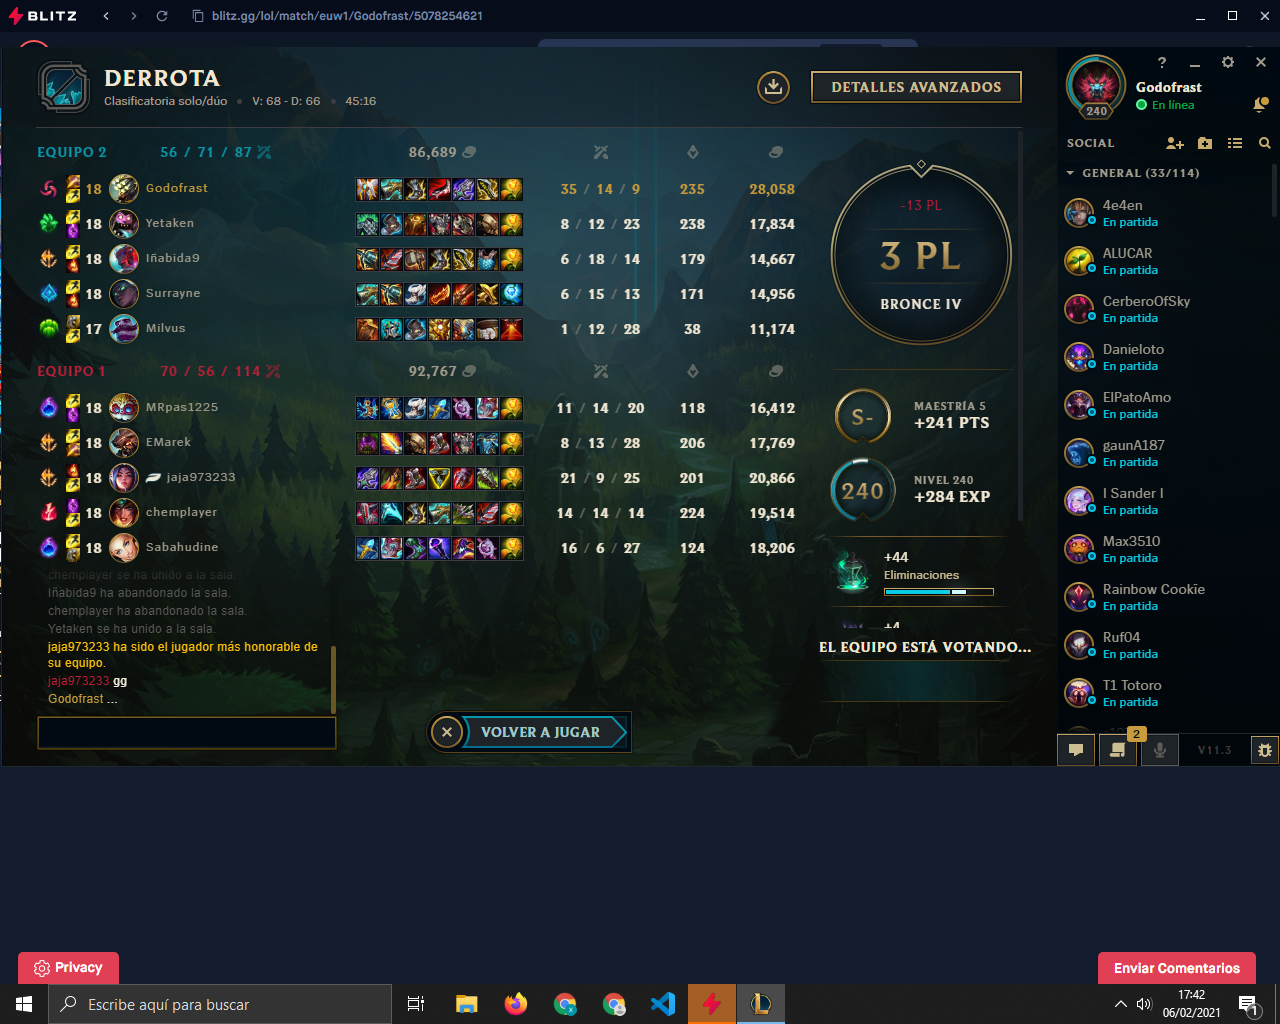 BLITZ
blitz.gg/lol/match/euw1/Godofrast/5078254621
DERROTA
Clasificatoria solo/dúo • V: 68 - D: 66 • 45:16
DETALLES AVANZADOS
EQUIPO 2 56 / 71 / 87 86,689
18 Godofrast 35 / 14 / 9 235 28,058
18 Yetaken 8 / 12 / 23 238 17,834
18 Iñabida9 6 / 18 / 14 179 14,667
18 Surrayne 6 / 15 / 13 171 14,956
17 Milvus 1 / 12 / 28 38 11,174
EQUIPO 1 70 / 56 / 114 92,767
18 MRpas1225 11 / 14 / 20 118 16,412
18 EMarek 8 / 13 / 28 206 17,769
18 jaja973233 21 / 9 / 25 201 20,866
18 chemplayer 14 / 14 / 14 224 19,514
18 Sabahudine 16 / 6 / 27 124 18,206
chemplayer se ha unido a la sala.
Iñabida9 ha abandonado la sala.
chemplayer ha abandonado la sala.
Yetaken se ha unido a la sala.
jaja973233 ha sido el jugador más honorable de
su equipo.
jaja973233 gg
Godofrast ...
VOLVER A JUGAR
-13 PL
3 PL
BRONCE IV
S-
MAESTRÍA 5
+241 PTS
240
NIVEL 240
+284 EXP
+44
Eliminaciones
+4
EL EQUIPO ESTÁ VOTANDO...
240
?
Godofrast
En línea
SOCIAL
GENERAL (33/114)
4e4en
En partida
ALUCAR
En partida
CerberoOfSky
En partida
Danieloto
En partida
ElPatoAmo
En partida
gaunA187
En partida
I Sander I
En partida
Max3510
En partida
Rainbow Cookie
En partida
Ruf04
En partida
T1 Totoro
En partida
2
V11.3
Privacy
Enviar Comentarios
Escribe aquí para buscar
17:42
06/02/2021
1